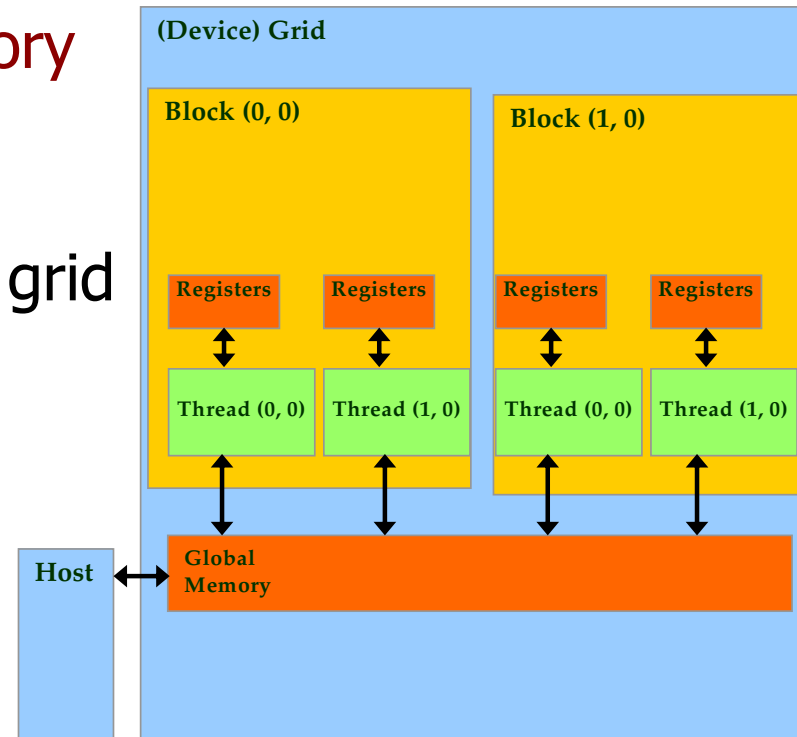 (Device) Grid
Block (0, 0)
Block (1, 0)
grid
Registers
Registers
Registers
Registers
Thread (0, 0)
Thread (1, 0)
Thread (0, 0)
Thread (1, 0)
Host
Global
Memory